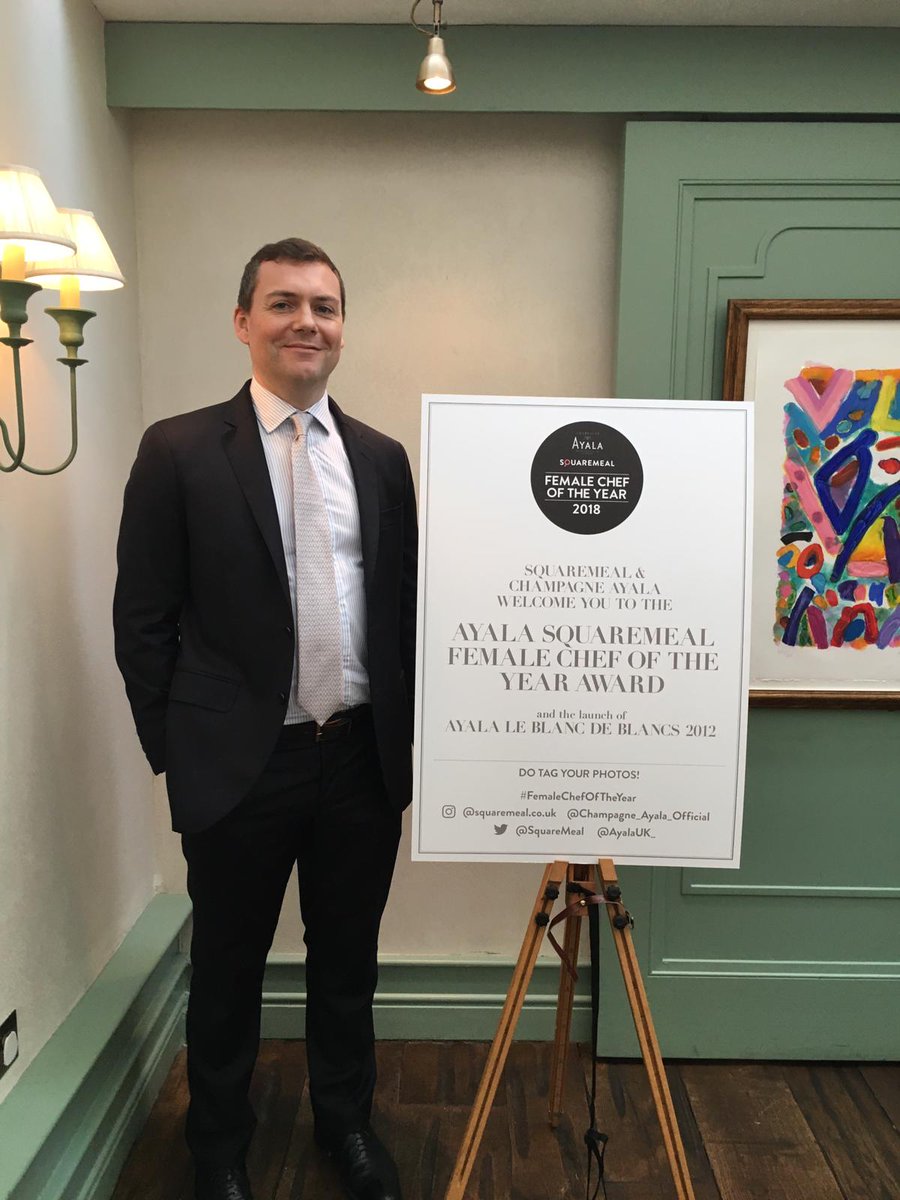 AYALA
SQUAREMEAL
FEMALE CHEF
OF THE YEAR
2018
SQUAREMEAL &
CHAMPAGNE AYALA
WELCOME YOU TO THE
AYALA SQUAREMEAL
FEMALE CHEF OF THE
YEAR AWARD
and the launch of
AYALA LE BLANC DE BLANCS 2012
DO TAG YOUR PHOTOS!
#FemaleChefOfTheYear
@squaremeal.co.uk @Champagne_Ayala_Official
@SquareMeal @AyalaUK_